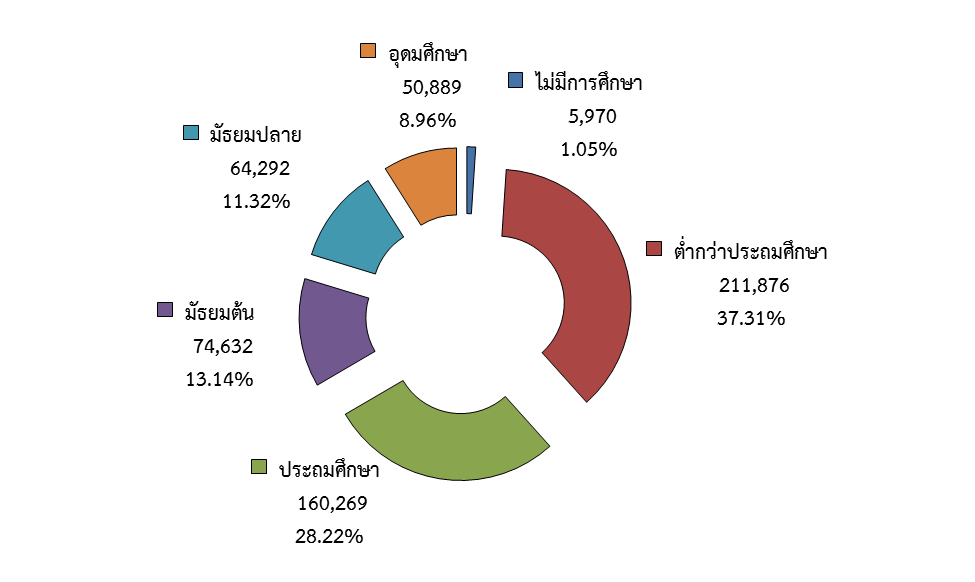 อุดมศึกษา
50,889
8.96%
ไม่มีการศึกษา
5,970
1.05%
มัธยมปลาย
64,292
11.32%
ต่ำกว่าประถมศึกษา
211,876
37.31%
มัธยมต้น
74,632
13.14%
ประถมศึกษา
160,269
28.22%